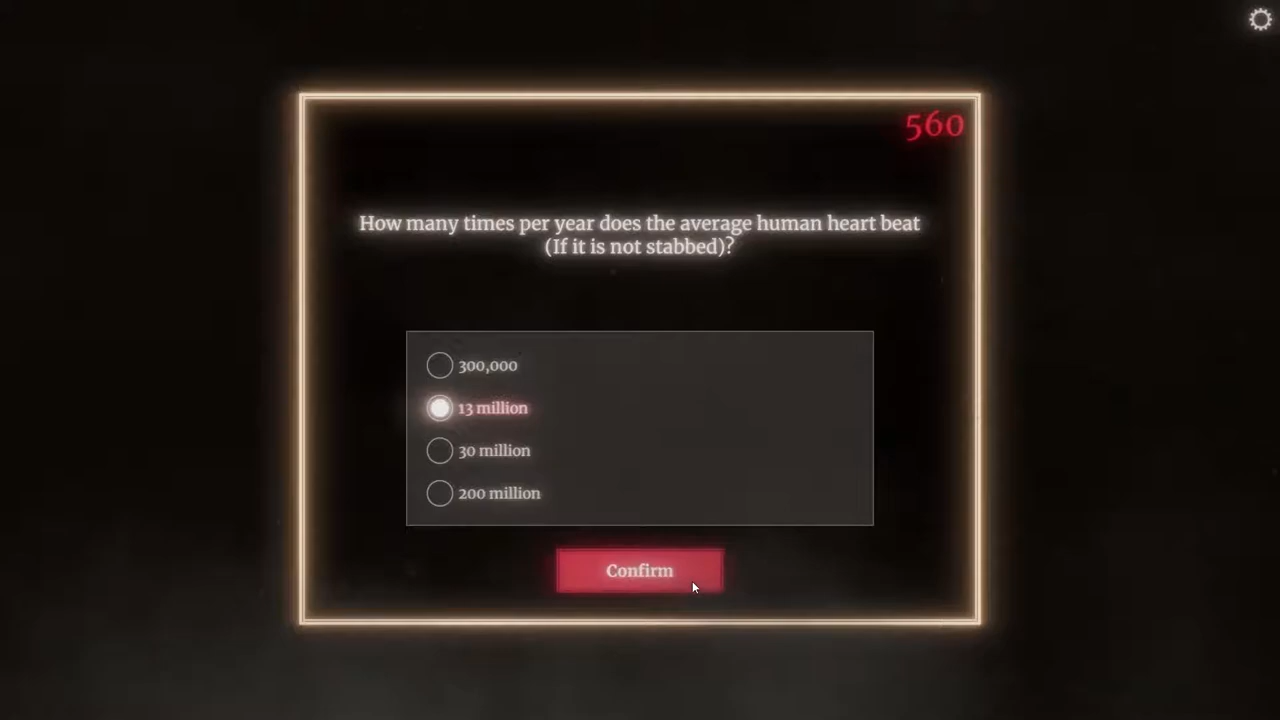 560
How many times per year does the average human heart beat
(If it is not stabbed)?
300,000
13 million
30 million
200 million
Confirm